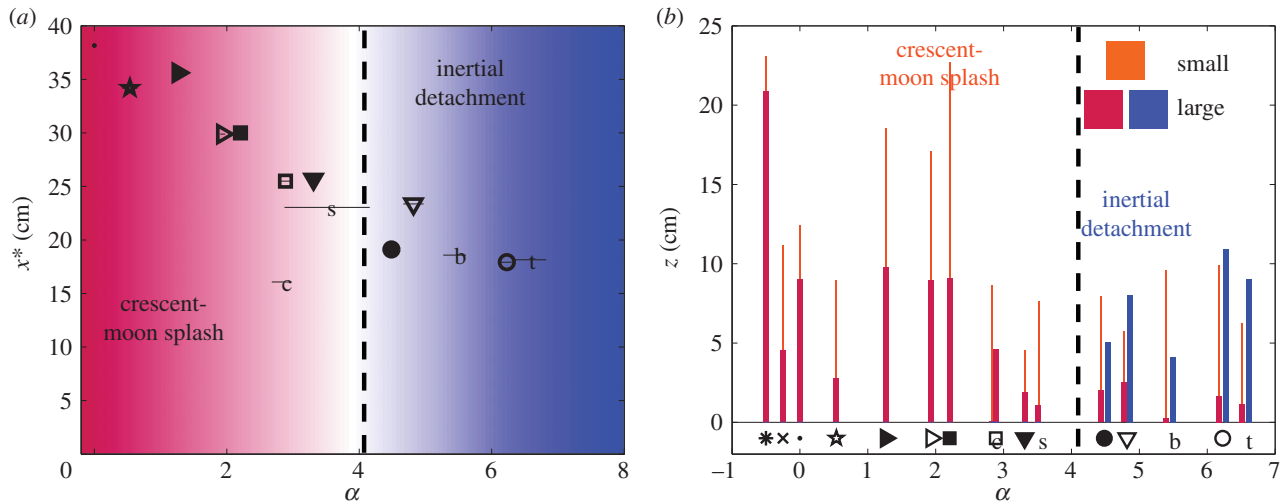 (a)
40
35
30
25
20
15
10
5
0
2
4
6
8
x* (cm)
α
inertial
detachment
crescent-
moon splash
s
c
b
t
(b)
25
20
15
10
5
0
−1
0
1
2
3
4
5
6
7
z (cm)
α
crescent-
moon splash
small
large
inertial
detachment
c
s
b
t